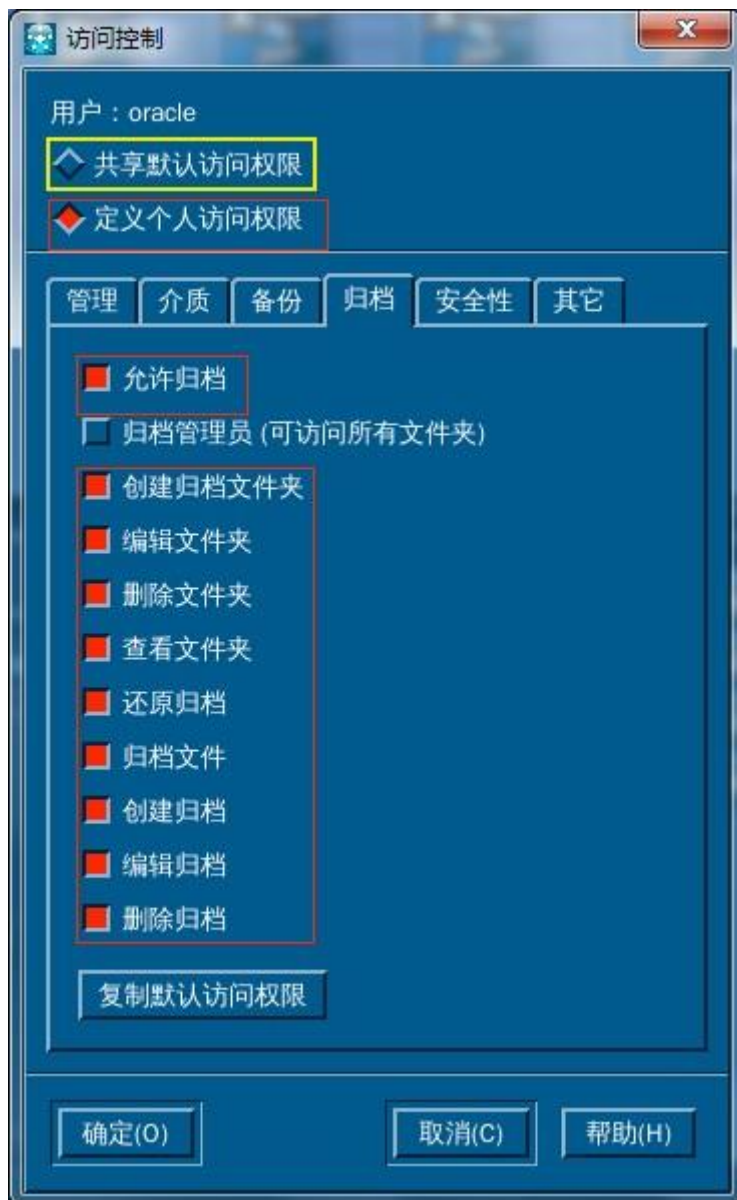 访问控制
用户：oracle
共享默认访问权限
定义个人访问权限
管理 介质 备份 归档 安全性 其它
允许归档
归档管理员 (可访问所有文件夹)
创建归档文件夹
编辑文件夹
删除文件夹
查看文件夹
还原归档
归档文件
创建归档
编辑归档
删除归档
复制默认访问权限
确定(O) 取消(C) 帮助(H)